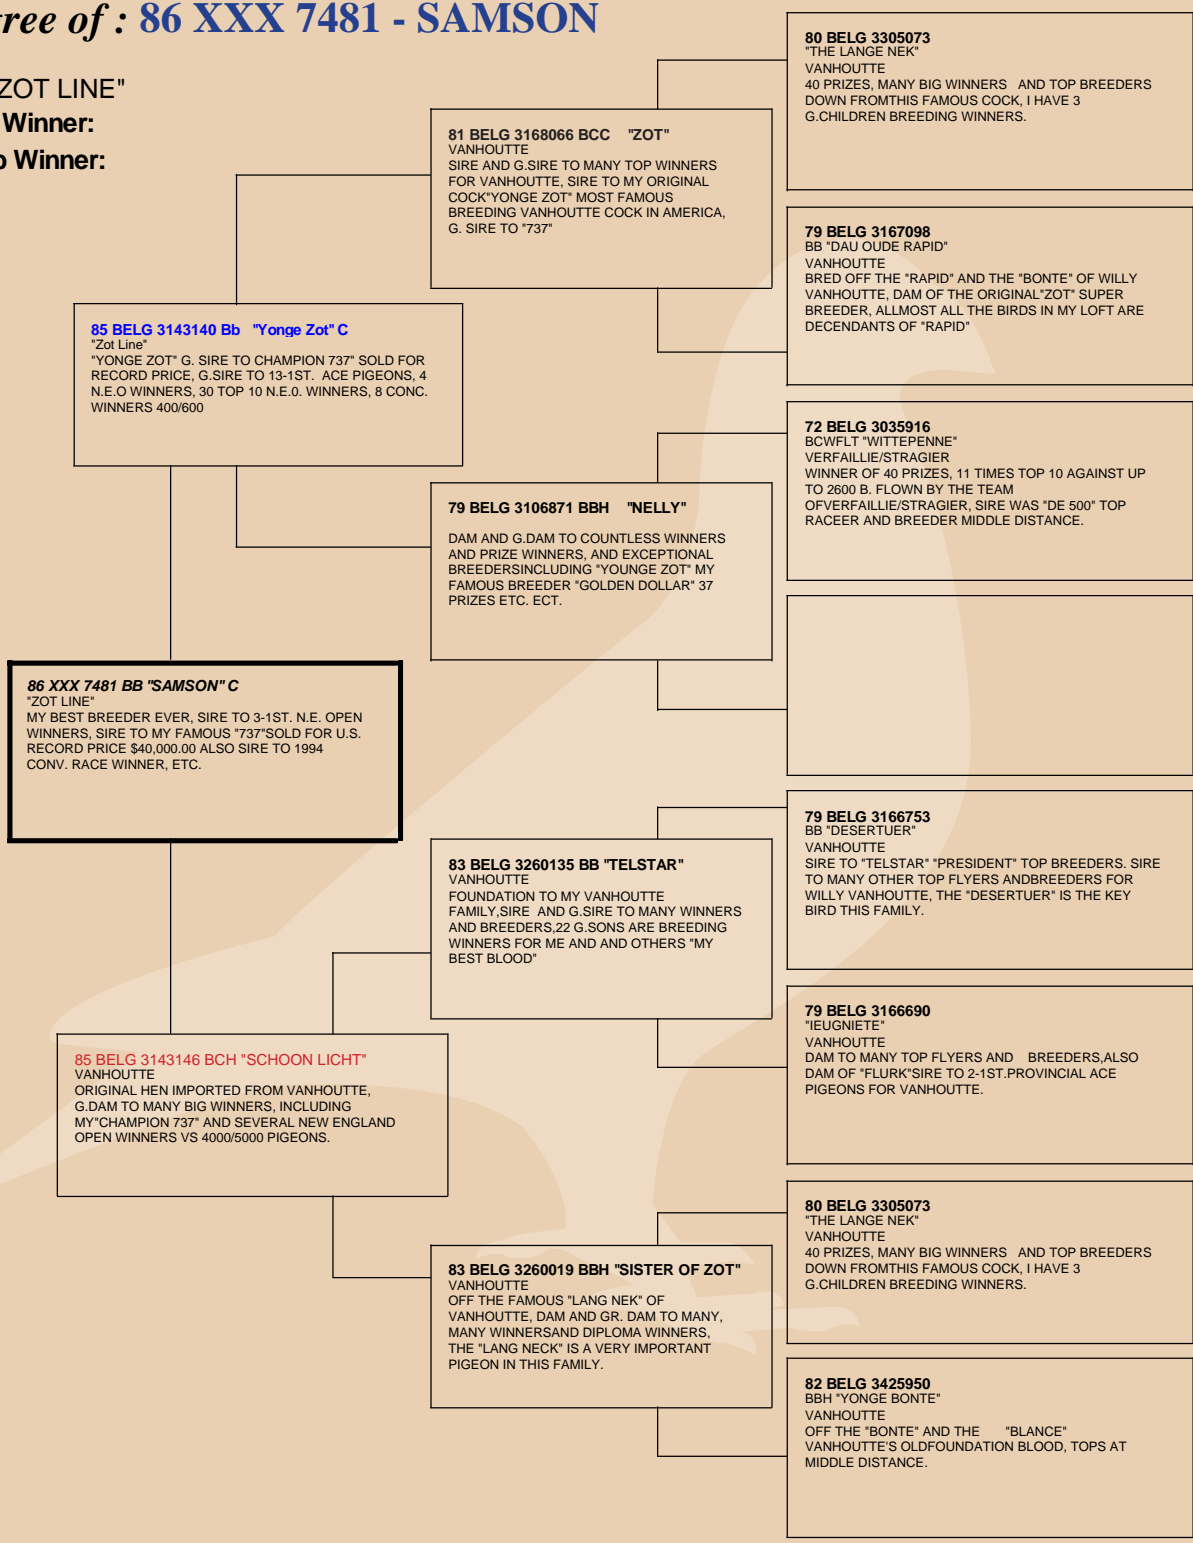 ree of : 86 XXX 7481 - SAMSON
ZOT LINE"
Winner:
Winner:
80 BELG 3305073
"THE LANGE NEK"
VANHOUTTE
40 PRIZES, MANY BIG WINNERS AND TOP BREEDERS
DOWN FROMTHIS FAMOUS COCK, I HAVE 3
G.CHILDREN BREEDING WINNERS.
81 BELG 3168066 BCC "ZOT"
VANHOUTTE
SIRE AND G.SIRE TO MANY TOP WINNERS
FOR VANHOUTTE, SIRE TO MY ORIGINAL
COCK"YONGE ZOT" MOST FAMOUS
BREEDING VANHOUTTE COCK IN AMERICA,
G. SIRE TO "737"
79 BELG 3167098
BB "DAU OUDE RAPID"
VANHOUTTE
BRED OFF THE "RAPID" AND THE "BONTE" OF WILLY
VANHOUTTE, DAM OF THE ORIGINAL"ZOT" SUPER
BREEDER, ALLMOST ALL THE BIRDS IN MY LOFT ARE
DECENDANTS OF "RAPID"
85 BELG 3143140 Bb "Yonge Zot" C
"Zot Line"
"YONGE ZOT" G. SIRE TO CHAMPION 737" SOLD FOR
RECORD PRICE, G.SIRE TO 13-1ST. ACE PIGEONS, 4
N.E.O WINNERS, 30 TOP 10 N.E.0. WINNERS, 8 CONC.
WINNERS 400/600
72 BELG 3035916
BCWFLT "WITTEPENNE"
VERFAILLIE/STRAGIER
WINNER OF 40 PRIZES, 11 TIMES TOP 10 AGAINST UP
TO 2600 B. FLOWN BY THE TEAM
OFVERFAILLIE/STRAGIER, SIRE WAS "DE 500" TOP
RACEER AND BREEDER MIDDLE DISTANCE.
79 BELG 3106871 BBH "NELLY"
DAM AND G.DAM TO COUNTLESS WINNERS
AND PRIZE WINNERS, AND EXCEPTIONAL
BREEDERSINCLUDING "YOUNGE ZOT" MY
FAMOUS BREEDER "GOLDEN DOLLAR" 37
PRIZES ETC. ECT.
86 XXX 7481 BB "SAMSON" C
"ZOT LINE"
MY BEST BREEDER EVER, SIRE TO 3-1ST. N.E. OPEN
WINNERS, SIRE TO MY FAMOUS "737"SOLD FOR U.S.
RECORD PRICE $40,000.00 ALSO SIRE TO 1994
CONV. RACE WINNER, ETC.
79 BELG 3166753
BB "DESERTUER"
VANHOUTTE
SIRE TO "TELSTAR" "PRESIDENT" TOP BREEDERS. SIRE
TO MANY OTHER TOP FLYERS ANDBREEDERS FOR
WILLY VANHOUTTE, THE "DESERTUER" IS THE KEY
BIRD THIS FAMILY.
83 BELG 3260135 BB "TELSTAR"
VANHOUTTE
FOUNDATION TO MY VANHOUTTE
FAMILY,SIRE AND G.SIRE TO MANY WINNERS
AND BREEDERS,22 G.SONS ARE BREEDING
WINNERS FOR ME AND AND OTHERS "MY
BEST BLOOD"
79 BELG 3166690
"IEUGNIETE"
VANHOUTTE
DAM TO MANY TOP FLYERS AND BREEDERS,ALSO
DAM OF "FLURK"SIRE TO 2-1ST.PROVINCIAL ACE
PIGEONS FOR VANHOUTTE.
85 BELG 3143146 BCH "SCHOON LICHT"
VANHOUTTE
ORIGINAL HEN IMPORTED FROM VANHOUTTE,
G.DAM TO MANY BIG WINNERS, INCLUDING
MY"CHAMPION 737" AND SEVERAL NEW ENGLAND
OPEN WINNERS VS 4000/5000 PIGEONS.
80 BELG 3305073
"THE LANGE NEK"
VANHOUTTE
40 PRIZES, MANY BIG WINNERS AND TOP BREEDERS
DOWN FROMTHIS FAMOUS COCK, I HAVE 3
G.CHILDREN BREEDING WINNERS.
83 BELG 3260019 BBH "SISTER OF ZOT"
VANHOUTTE
OFF THE FAMOUS "LANG NEK" OF
VANHOUTTE, DAM AND GR. DAM TO MANY,
MANY WINNERSAND DIPLOMA WINNERS,
THE "LANG NECK" IS A VERY IMPORTANT
PIGEON IN THIS FAMILY.
82 BELG 3425950
BBH "YONGE BONTE"
VANHOUTTE
OFF THE "BONTE" AND THE "BLANCE"
VANHOUTTE'S OLDFOUNDATION BLOOD, TOPS AT
MIDDLE DISTANCE.